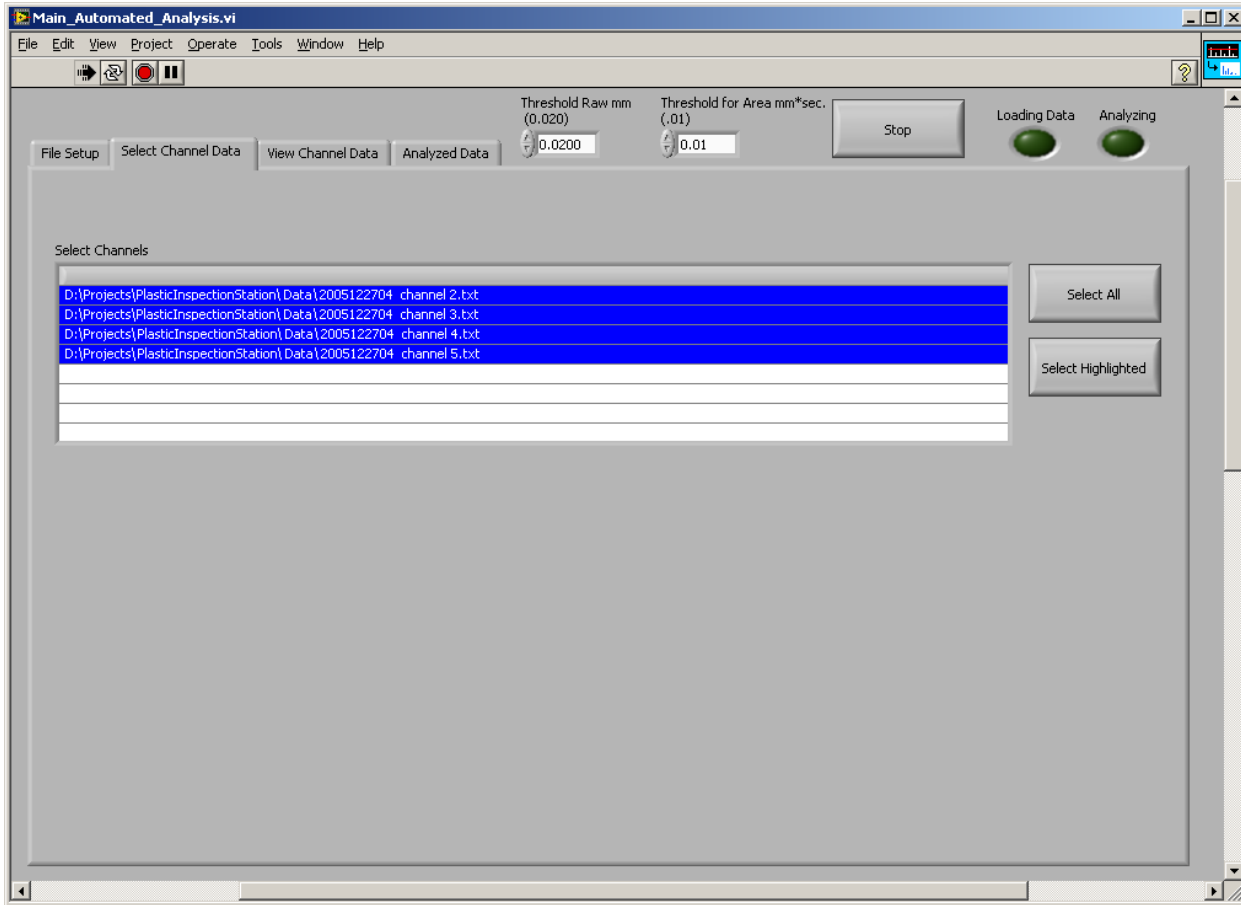 Main_Automated_Analysis.vi
File Edit View Project Operate Tools Window Help
Threshold Raw mm
(0.020)
0.0200
Threshold for Area mm*sec.
(.01)
0.01
Stop
Loading Data
Analyzing
File Setup
Select Channel Data
View Channel Data
Analyzed Data
Select Channels
D:\Projects\PlasticInspectionStation\Data\2005122704 channel 2.txt
D:\Projects\PlasticInspectionStation\Data\2005122704 channel 3.txt
D:\Projects\PlasticInspectionStation\Data\2005122704 channel 4.txt
D:\Projects\PlasticInspectionStation\Data\2005122704 channel 5.txt
Select All
Select Highlighted